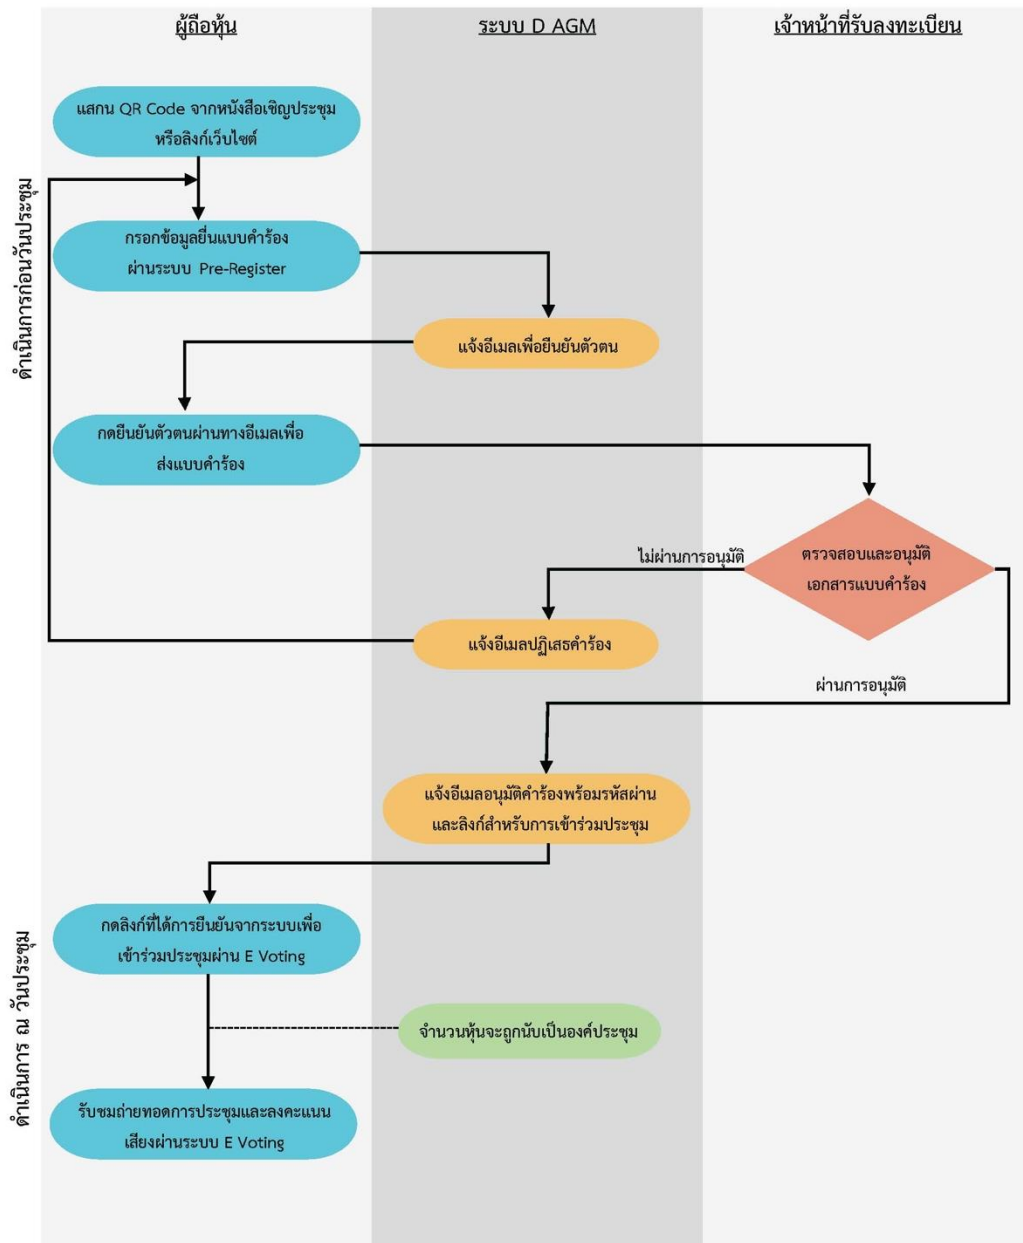 ผู้ถือหุ้น
ระบบ D AGM
เจ้าหน้าที่รับลงทะเบียน
ดำเนินการก่อนวันประชุม
แสกน QR Code จากหนังสือเชิญประชุม
หรือลิงก์เว็บไซต์
กรอกข้อมูลยื่นแบบคำร้อง
ผ่านระบบ Pre-Register
แจ้งอีเมลเพื่อยืนยันตัวตน
กดยืนยันตัวตนผ่านทางอีเมลเพื่อ
ส่งแบบคำร้อง
ตรวจสอบและอนุมัติ
เอกสารแบบคำร้อง
ไม่ผ่านการอนุมัติ
แจ้งอีเมลปฏิเสธคำร้อง
ผ่านการอนุมัติ
แจ้งอีเมลอนุมัติคำร้องพร้อมรหัสผ่าน
และลิงก์สำหรับการเข้าร่วมประชุม
ดำเนินการ ณ วันประชุม
กดลิงก์ที่ได้การยืนยันจากระบบเพื่อ
เข้าร่วมประชุมผ่าน E Voting
จำนวนหุ้นจะถูกนับเป็นองค์ประชุม
รับชมถ่ายทอดการประชุมและลงคะแนน
เสียงผ่านระบบ E Voting